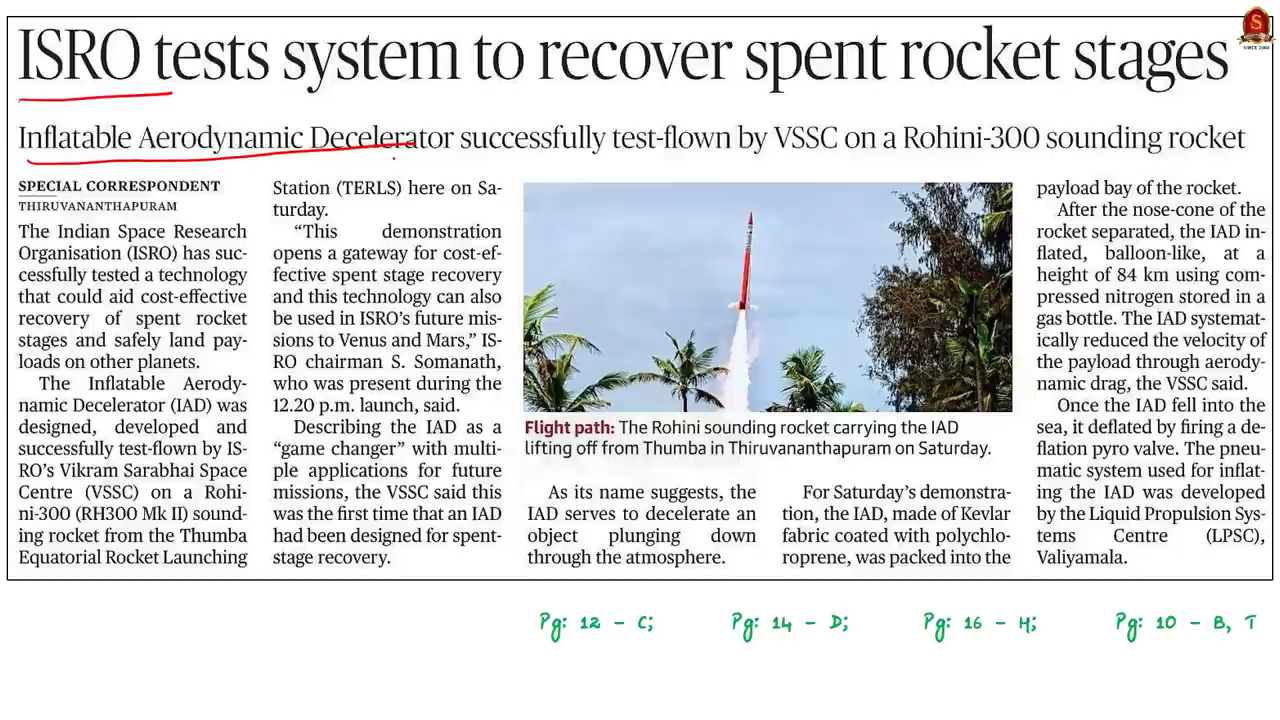 ISRO tests system to recover spent rocket stages
Inflatable Aerodynamic Decelerator successfully test-flown by VSSC on a Rohini-300 sounding rocket
SPECIAL CORRESPONDENT
THIRUVANANTHAPURAM
The Indian Space Research
Organisation (ISRO) has suc-
cessfully tested a technology
that could aid cost-effective
recovery of spent rocket
stages and safely land pay-
loads on other planets.
The Inflatable Aerody-
namic Decelerator (IAD) was
designed, developed and
successfully test-flown by IS-
RO’s Vikram Sarabhai Space
Centre (VSSC) on a Rohi-
ni-300 (RH300 Mk II) sound-
ing rocket from the Thumba
Equatorial Rocket Launching
Station (TERLS) here on Sa-
turday.
“This demonstration
opens a gateway for cost-ef-
fective spent stage recovery
and this technology can also
be used in ISRO’s future mis-
sions to Venus and Mars,” IS-
RO chairman S. Somanath,
who was present during the
12.20 p.m. launch, said.
Describing the IAD as a
“game changer” with multi-
ple applications for future
missions, the VSSC said this
was the first time that an IAD
had been designed for spent-
stage recovery.
Flight path: The Rohini sounding rocket carrying the IAD
lifting off from Thumba in Thiruvananthapuram on Saturday.
As its name suggests, the
IAD serves to decelerate an
object plunging down
through the atmosphere.
For Saturday’s demonstra-
tion, the IAD, made of Kevlar
fabric coated with polychlo-
roprene, was packed into the
payload bay of the rocket.
After the nose-cone of the
rocket separated, the IAD in-
flated, balloon-like, at a
height of 84 km using com-
pressed nitrogen stored in a
gas bottle. The IAD systemat-
ically reduced the velocity of
the payload through aerody-
namic drag, the VSSC said.
Once the IAD fell into the
sea, it deflated by firing a de-
flation pyro valve. The pneu-
matic system used for inflat-
ing the IAD was developed
by the Liquid Propulsion Sys-
tems Centre (LPSC),
Valiyamala.
Pg: 12 - C; Pg: 14 - D; Pg: 16 - H; Pg: 10 - B, T
S
SINCE 2004